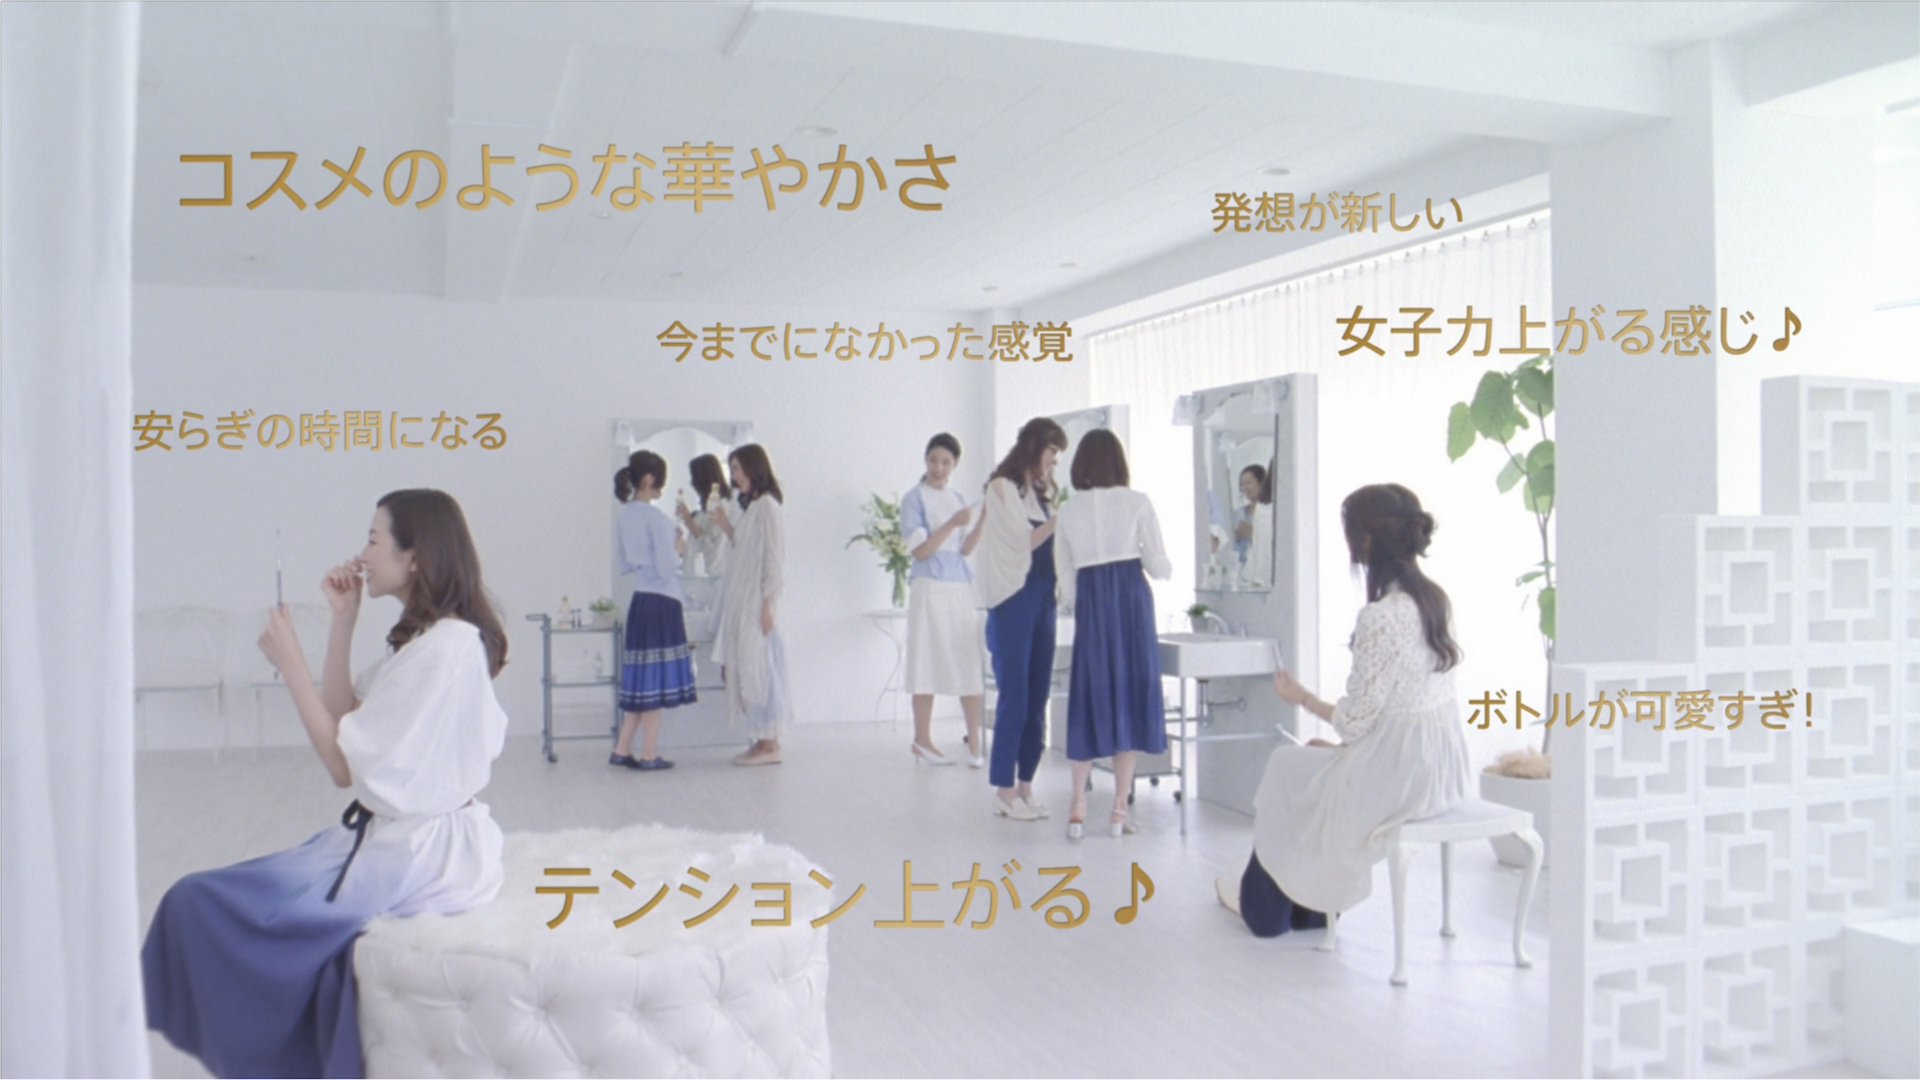 コスメのような華やかさ
発想が新しい
今までになかった感覚
女子力上がる感じ♪
安らぎの時間になる
ボトルが可愛すぎ!
テンション上がる♪